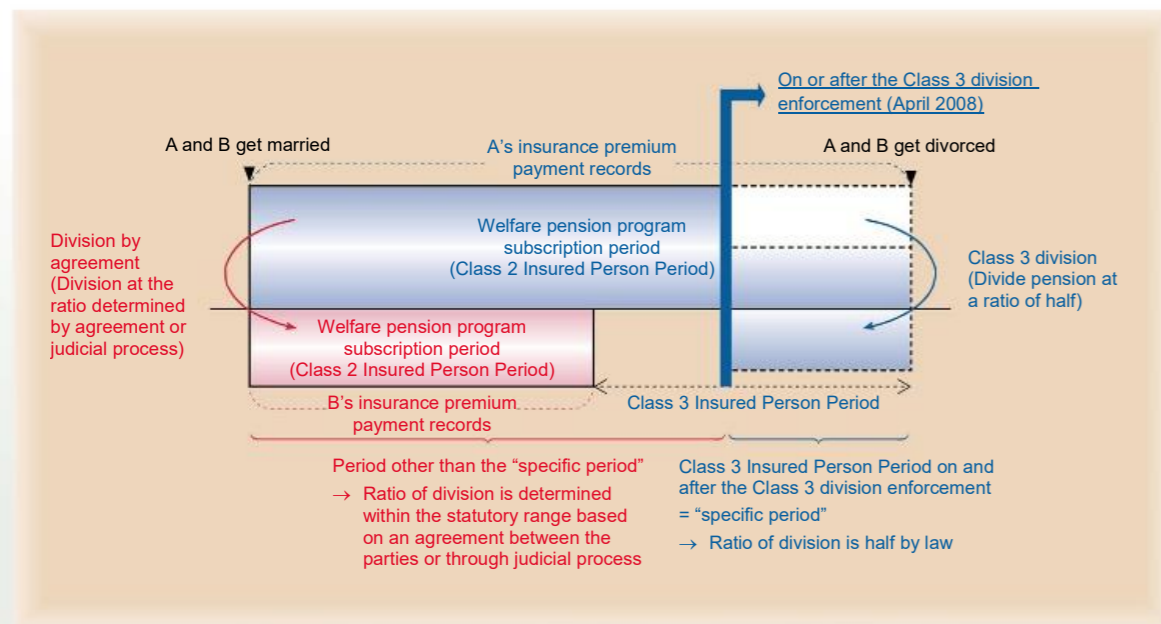 On or after the Class 3 division
enforcement (April 2008)
A and B get married
A's insurance premium
payment records
A and B get divorced
Division by
agreement
(Division at the
ratio determined
by agreement or
judicial process)
Welfare pension program
subscription period
(Class 2 Insured Person Period)
Class 3 division
(Divide pension at
a ratio of half)
Welfare pension program
subscription period
(Class 2 Insured Person Period)
B's insurance premium
payment records
Class 3 Insured Person Period
Period other than the “specific period”
→ Ratio of division is determined
within the statutory range based
on an agreement between the
parties or through judicial process
Class 3 Insured Person Period on and
after the Class 3 division enforcement
= “specific period”
→ Ratio of division is half by law